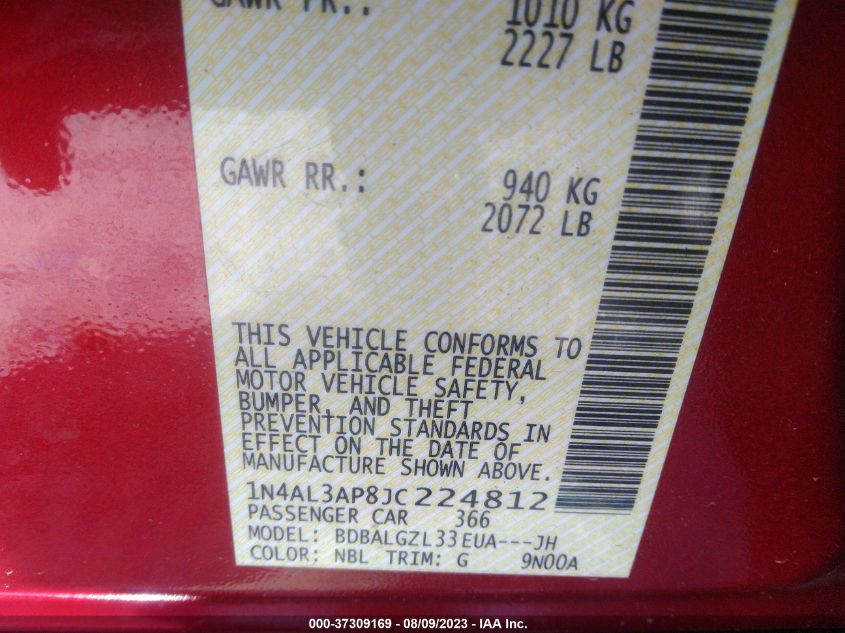 GAWR FR.: 1010 KG
2227 LB
GAWR RR.: 940 KG
2072 LB
THIS VEHICLE CONFORMS TO
ALL APPLICABLE FEDERAL
MOTOR VEHICLE SAFETY,
BUMPER, AND THEFT
PREVENTION STANDARDS IN
EFFECT ON THE DATE OF
MANUFACTURE SHOWN ABOVE.
1N4AL3AP8JC224812
PASSENGER CAR 366
MODEL: BDBALGZL33EUA---JH
COLOR: NBL TRIM: G 9N00A
000-37309169 - 08/09/2023 - IAA Inc.